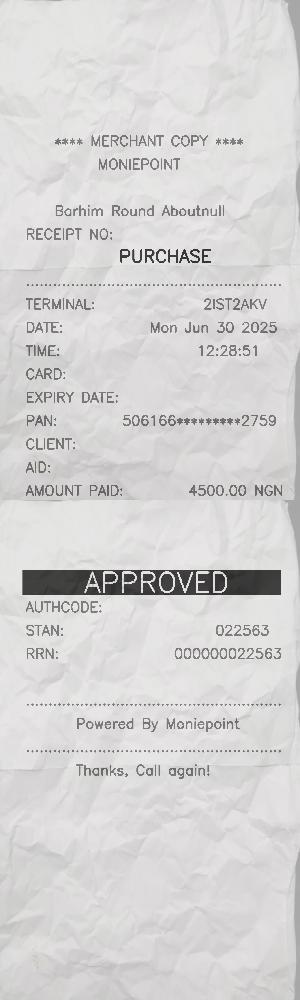 **** MERCHANT COPY ****
MONIEPOINT
Barhim Round Aboutnull
RECEIPT NO:
PURCHASE
TERMINAL: 2IST2AKV
DATE: Mon Jun 30 2025
TIME: 12:28:51
CARD:
EXPIRY DATE:
PAN: 506166*********2759
CLIENT:
AID:
AMOUNT PAID: 4500.00 NGN
APPROVED
AUTHCODE:
STAN: 022563
RRN: 000000022563
Powered By Moniepoint
Thanks, Call again!